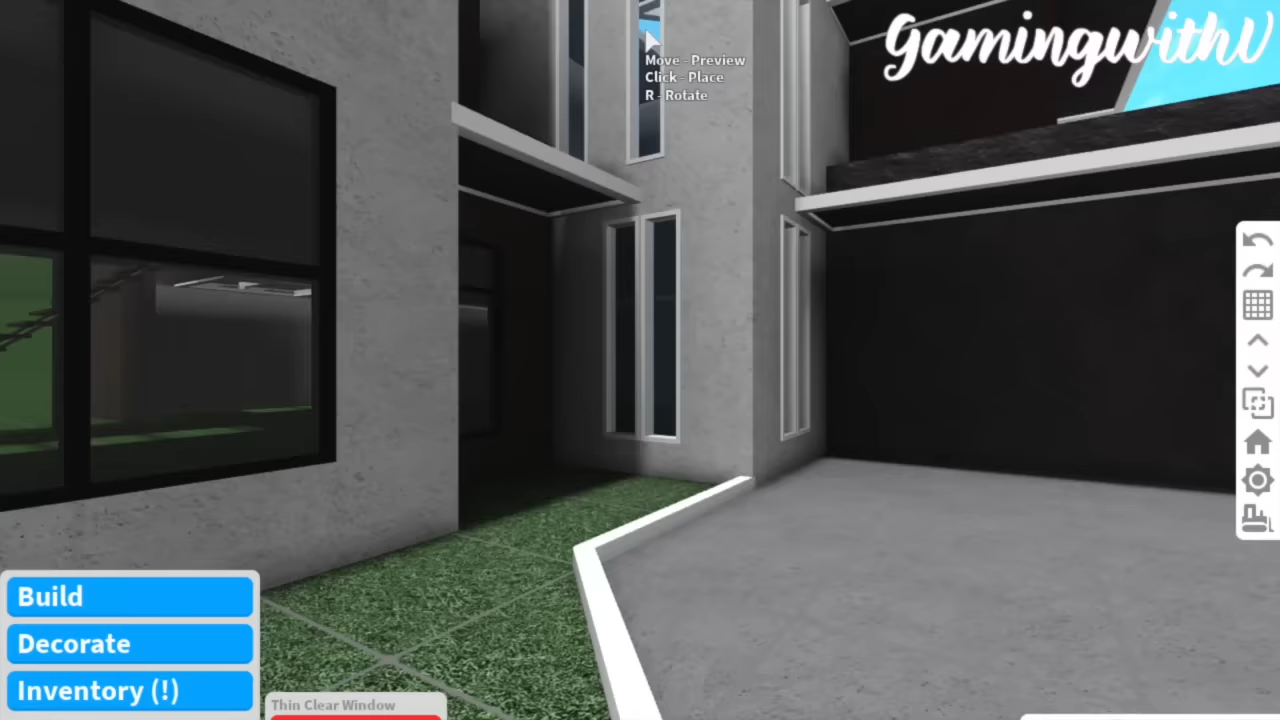 GamingwithV
Move - Preview
Click - Place
R - Rotate
Build
Decorate
Inventory (!)
Thin Clear Window